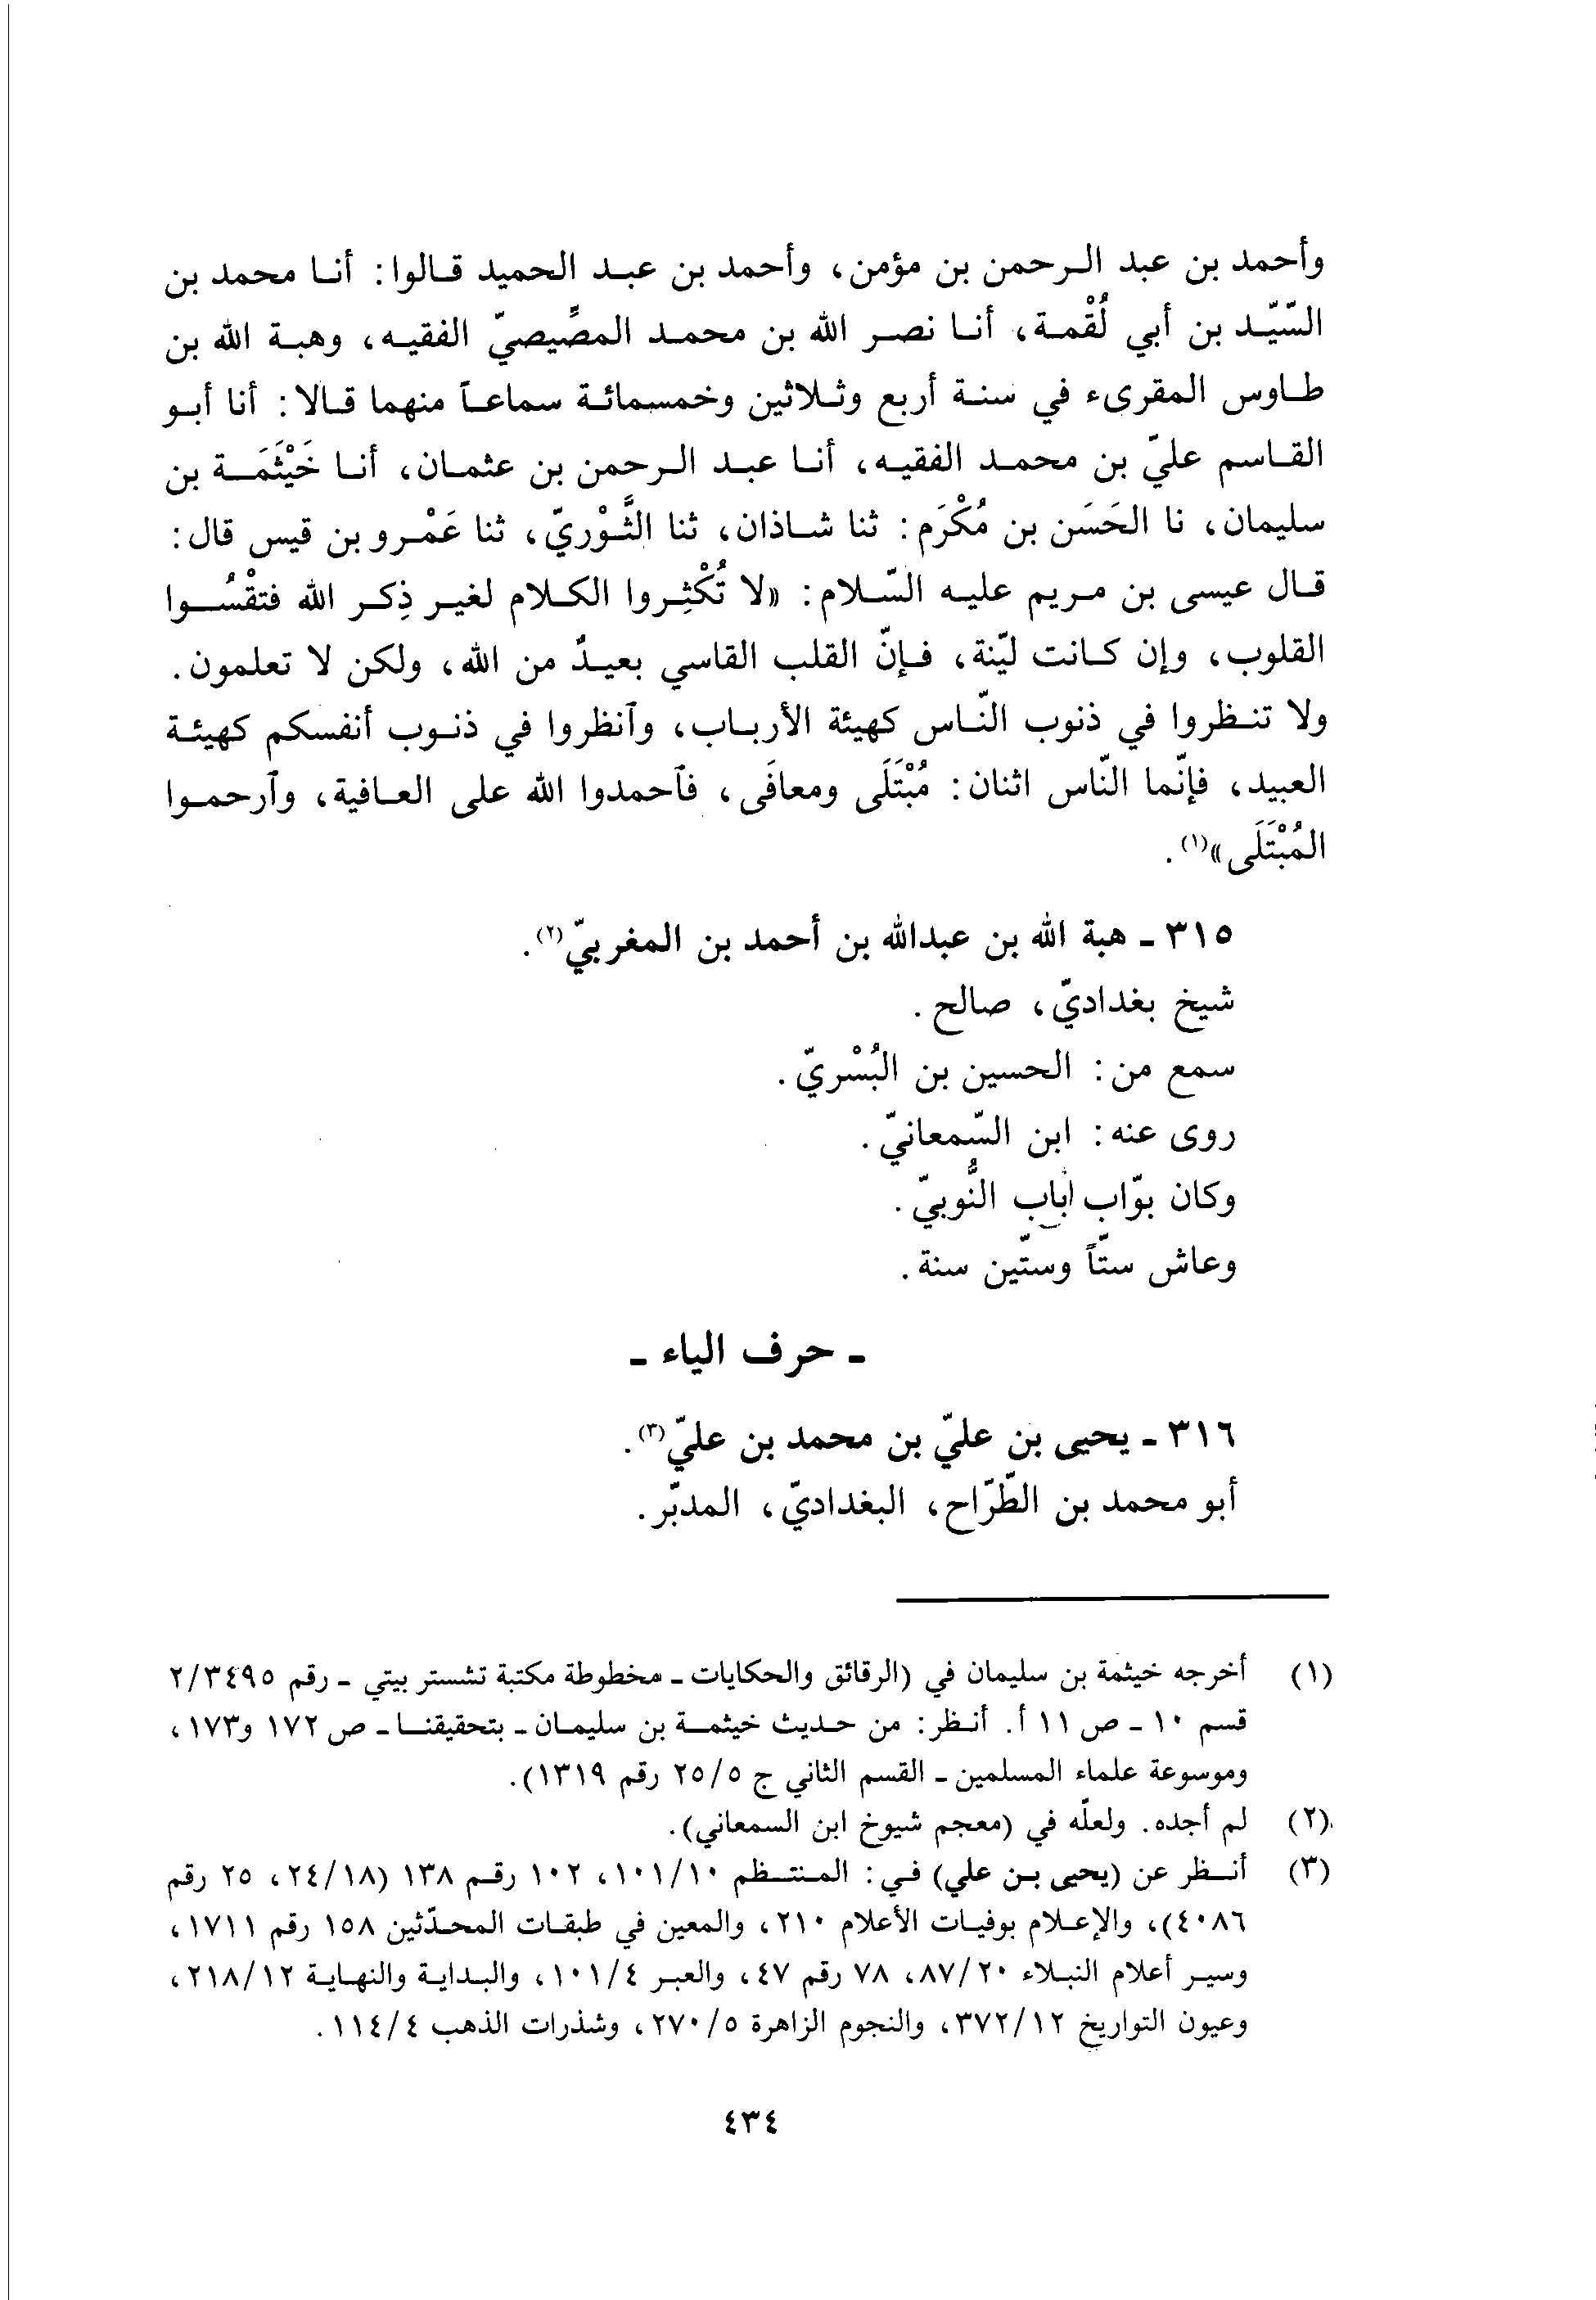 وأحمد بن عبد الرحمن بن مؤمن، وأحمد بن عبد الحميد قالوا: أنا محمد بن
السّيّد بن أبي لُقْمة، أنا نصر الله بن محمد المصّيصيّ الفقيه، وهبة الله بن
طاوس المقرىء في سنة أربع وثلاثين وخمسمائة سماعاً منهما قالا: أنا أبو
القاسم عليّ بن محمد الفقيه، أنا عبد الرحمن بن عثمان، أنا خَيْثَمَة بن
سليمان، نا الحَسَن بن مُكْرَم: ثنا شاذان، ثنا الثَّوْريّ، ثنا عَمْرو بن قيس قال:
قال عيسى بن مريم عليه السّلام: «لا تُكْثِروا الكلام لغير ذِكر الله فتقْسُوا
القلوب، وإن كانت ليّنة، فإنّ القلب القاسي بعيدٌ من الله، ولكن لا تعلمون.
ولا تنظروا في ذنوب النّاس كهيئة الأرباب، وٱنظروا في ذنوب أنفسكم كهيئة
العبيد، فإنّما النّاس اثنان: مُبْتَلَى ومعافَى، فٱحمدوا الله على العافية، وٱرحموا
المُبْتَلَى»(١).
٣١٥ ـ هبة الله بن عبدالله بن أحمد بن المغربيّ(٢).
شيخ بغداديّ، صالح.
سمع من: الحسين بن البُسْريّ.
روى عنه: ابن السّمعانيّ.
وكان بوّاب باب النُّوبيّ.
وعاش ستّاً وستّين سنة.
ـ حرف الياء ـ
٣١٦ ـ يحيى بن عليّ بن محمد بن عليّ(٣).
أبو محمد بن الطّرّاح، البغداديّ، المدبّر.
(١) أخرجه خيثمة بن سليمان في (الرقائق والحكايات ـ مخطوطة مكتبة تشستر بيتي ـ رقم ٢/٣٤٩٥
قسم ١٠ ـ ص ١١ أ. أنظر: من حديث خيثمة بن سليمان ـ بتحقيقنا ـ ص ١٧٢ و١٧٣،
وموسوعة علماء المسلمين ـ القسم الثاني ج ٢٥/٥ رقم ١٣١٩).
(٢) لم أجده. ولعلّه في (معجم شيوخ ابن السمعاني).
(٣) أنظر عن (يحيى بن علي) في: المنتظم ١٠١/١٠، ١٠٢ رقم ١٣٨ (٢٤/١٨، ٢٥ رقم
٤٠٨٦)، والإعلام بوفيات الأعلام ٢١٠، والمعين في طبقات المحدّثين ١٥٨ رقم ١٧١١،
وسير أعلام النبلاء ٨٧/٢٠، ٧٨ رقم ٤٧، والعبر ١٠١/٤، والبداية والنهاية ٢١٨/١٢،
وعيون التواريخ ٣٧٢/١٢، والنجوم الزاهرة ٢٧٠/٥، وشذرات الذهب ١١٤/٤.
٤٣٤